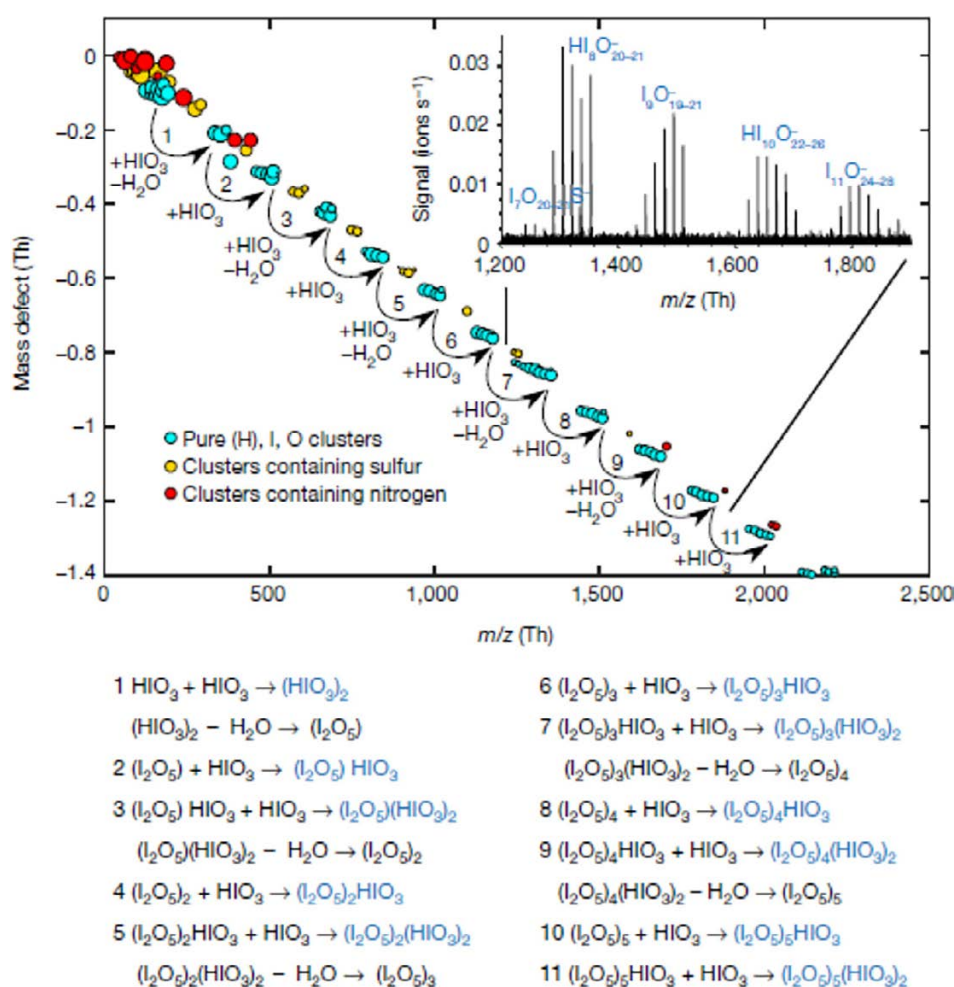 0
−0.2
−0.4
−0.6
−0.8
−1
−1.2
−1.4
Mass defect (Th)
0
500
1,000
1,500
2,000
2,500
m/z (Th)
1
+HIO₃
−H₂O
2
+HIO₃
3
+HIO₃
−H₂O
4
+HIO₃
5
+HIO₃
−H₂O
6
+HIO₃
7
+HIO₃
−H₂O
8
+HIO₃
9
+HIO₃
−H₂O
10
+HIO₃
11
+HIO₃
Pure (H), I, O clusters
Clusters containing sulfur
Clusters containing nitrogen
Signal (ions s⁻¹)
0.03
0.02
0.01
0
1,200
1,400
1,600
1,800
m/z (Th)
I₇O₂₀₋₂₁S⁻
HI₈O⁻₂₀₋₂₁
I₉O⁻₁₉₋₂₁
HI₁₀O⁻₂₂₋₂₆
I₁₁O⁻₂₄₋₂₈
1 HIO₃ + HIO₃ → (HIO₃)₂
(HIO₃)₂ − H₂O → (I₂O₅)
2 (I₂O₅) + HIO₃ → (I₂O₅) HIO₃
3 (I₂O₅) HIO₃ + HIO₃ → (I₂O₅)(HIO₃)₂
(I₂O₅)(HIO₃)₂ − H₂O → (I₂O₅)₂
4 (I₂O₅)₂ + HIO₃ → (I₂O₅)₂HIO₃
5 (I₂O₅)₂HIO₃ + HIO₃ → (I₂O₅)₂(HIO₃)₂
(I₂O₅)₂(HIO₃)₂ − H₂O → (I₂O₅)₃
6 (I₂O₅)₃ + HIO₃ → (I₂O₅)₃HIO₃
7 (I₂O₅)₃HIO₃ + HIO₃ → (I₂O₅)₃(HIO₃)₂
(I₂O₅)₃(HIO₃)₂ − H₂O → (I₂O₅)₄
8 (I₂O₅)₄ + HIO₃ → (I₂O₅)₄HIO₃
9 (I₂O₅)₄HIO₃ + HIO₃ → (I₂O₅)₄(HIO₃)₂
(I₂O₅)₄(HIO₃)₂ − H₂O → (I₂O₅)₅
10 (I₂O₅)₅ + HIO₃ → (I₂O₅)₅HIO₃
11 (I₂O₅)₅HIO₃ + HIO₃ → (I₂O₅)₅(HIO₃)₂